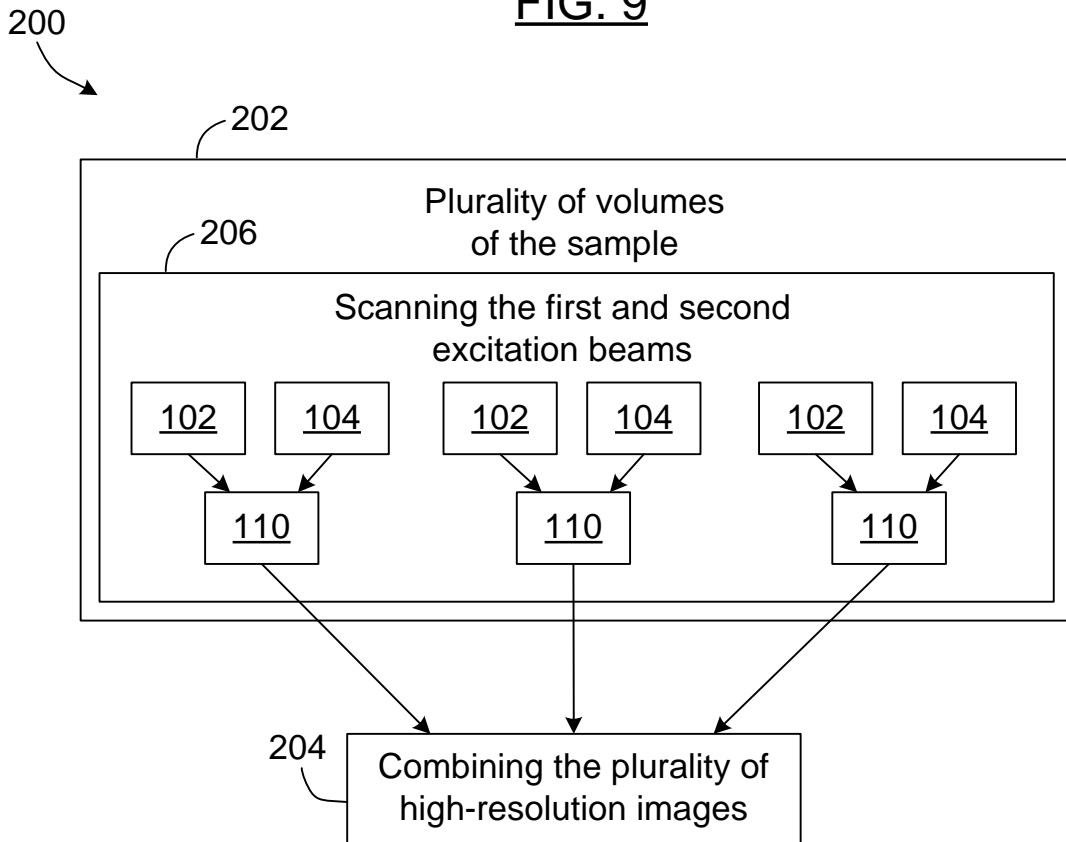 FIG. 9
200
202
Plurality of volumes
of the sample
206
Scanning the first and second
excitation beams
102 104 102 104 102 104
110 110 110
204
Combining the plurality of
high-resolution images